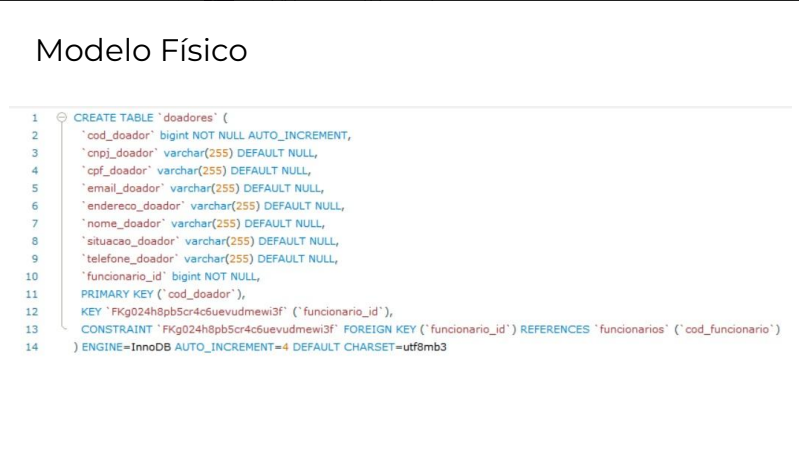 Modelo Físico
1 CREATE TABLE `doadores` (
2 `cod_doador` bigint NOT NULL AUTO_INCREMENT,
3 `cnpj_doador` varchar(255) DEFAULT NULL,
4 `cpf_doador` varchar(255) DEFAULT NULL,
5 `email_doador` varchar(255) DEFAULT NULL,
6 `endereco_doador` varchar(255) DEFAULT NULL,
7 `nome_doador` varchar(255) DEFAULT NULL,
8 `situacao_doador` varchar(255) DEFAULT NULL,
9 `telefone_doador` varchar(255) DEFAULT NULL,
10 `funcionario_id` bigint NOT NULL,
11 PRIMARY KEY (`cod_doador`),
12 KEY `FKg024h8pb5cr4c6uevudmewi3f` (`funcionario_id`),
13 CONSTRAINT `FKg024h8pb5cr4c6uevudmewi3f` FOREIGN KEY (`funcionario_id`) REFERENCES `funcionarios` (`cod_funcionario`)
14 ) ENGINE=InnoDB AUTO_INCREMENT=4 DEFAULT CHARSET=utf8mb3